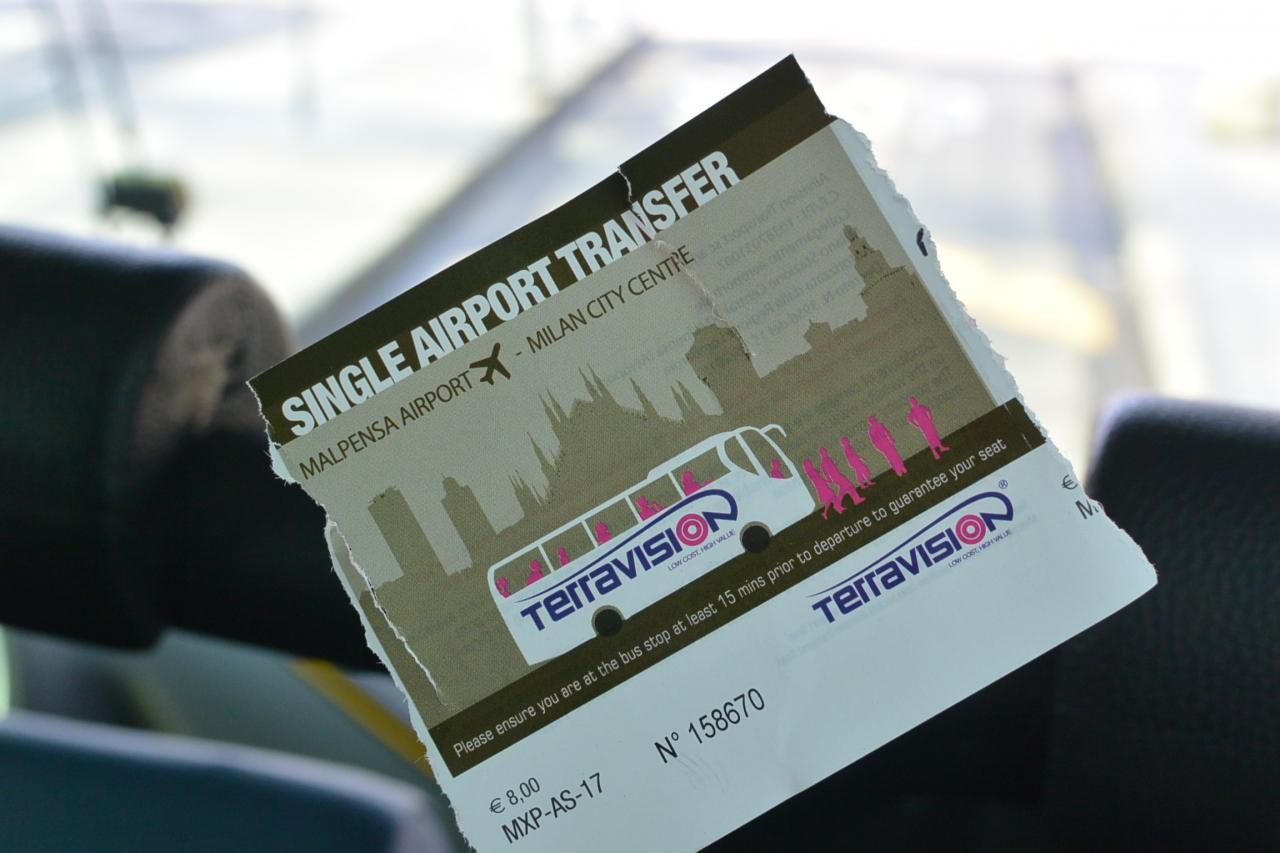 SINGLE AIRPORT TRANSFER
MALPENSA AIRPORT - MILAN CITY CENTRE
TERRAVISION
LOW COST, HIGH VALUE
Please ensure you are at the bus stop at least 15 mins prior to departure to guarantee your seat
TERRAVISION®
LOW COST, HIGH VALUE
€ 8,00
MXP-AS-17
N° 158670
€
M